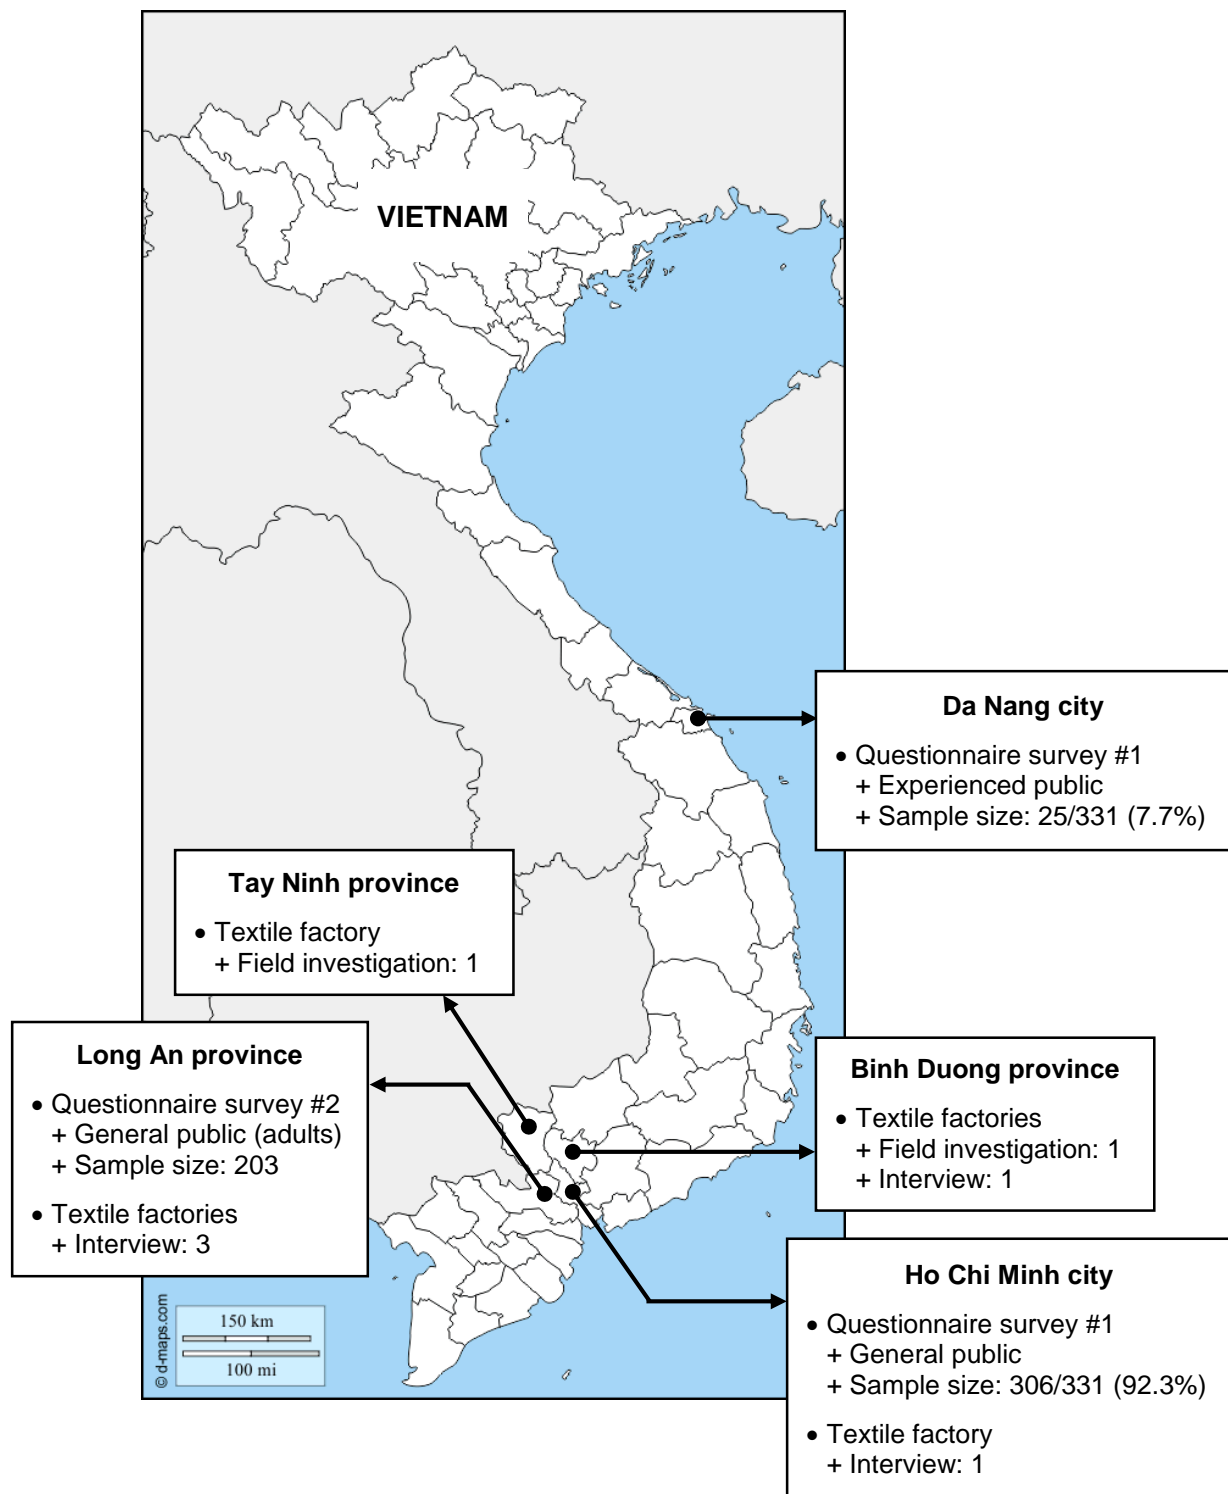 VIETNAM
Da Nang city
• Questionnaire survey #1
+ Experienced public
+ Sample size: 25/331 (7.7%)
Tay Ninh province
• Textile factory
+ Field investigation: 1
Long An province
• Questionnaire survey #2
+ General public (adults)
+ Sample size: 203
• Textile factories
+ Interview: 3
Binh Duong province
• Textile factories
+ Field investigation: 1
+ Interview: 1
Ho Chi Minh city
• Questionnaire survey #1
+ General public
+ Sample size: 306/331 (92.3%)
• Textile factory
+ Interview: 1
150 km
100 mi
© d-maps.com